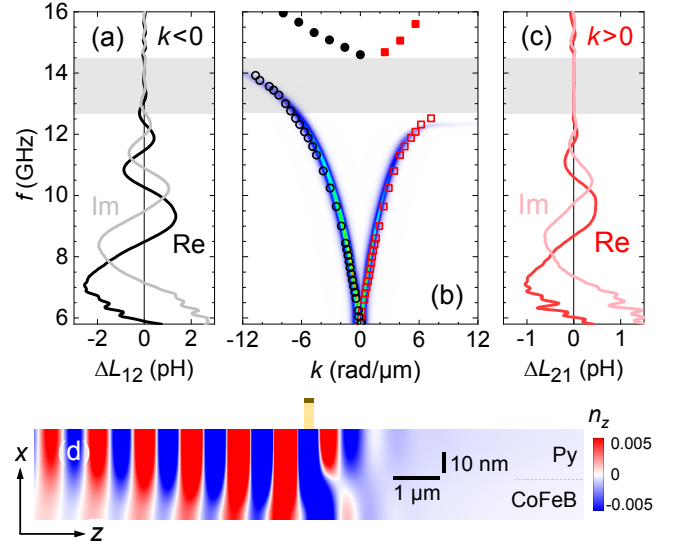 (a) k<0
16
14
12
10
8
6
f (GHz)
Im
Re
-2 0 2
ΔL12 (pH)
(b)
-12 -6 0 6 12
k (rad/µm)
(c) k>0
Im
Re
-1 0 1
ΔL21 (pH)
(d)
x
z
1 µm
10 nm
Py
CoFeB
nz
0.005
0
-0.005